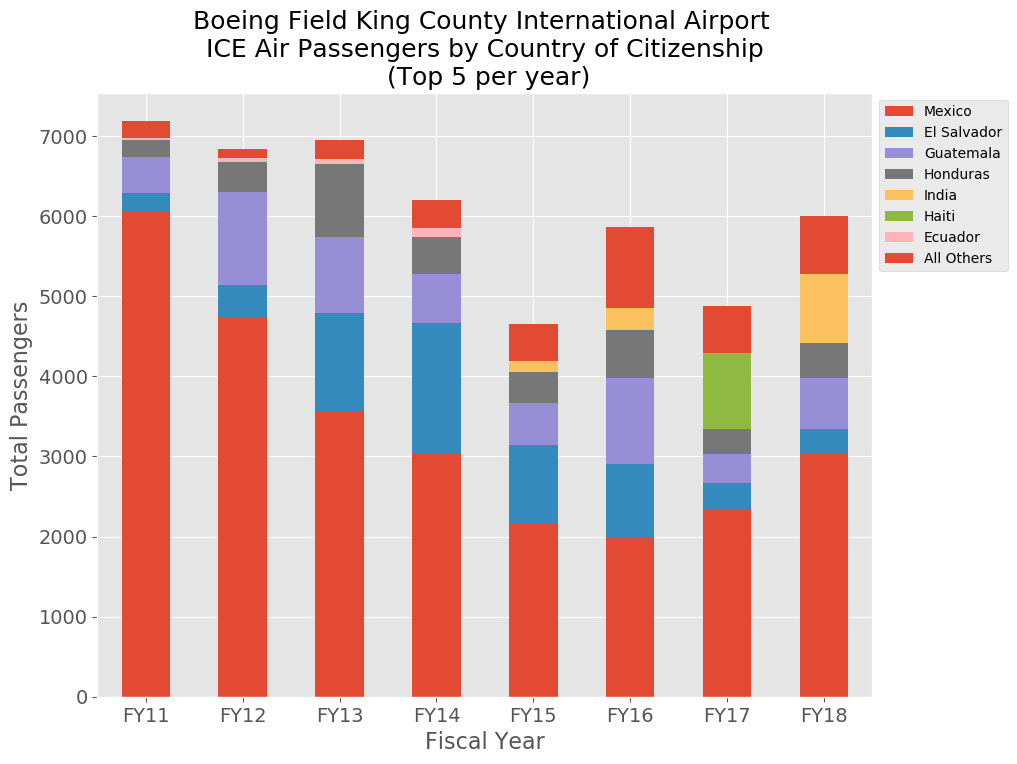 Boeing Field King County International Airport
ICE Air Passengers by Country of Citizenship
(Top 5 per year)
Mexico
El Salvador
Guatemala
Honduras
India
Haiti
Ecuador
All Others
Total Passengers
7000
6000
5000
4000
3000
2000
1000
0
FY11 FY12 FY13 FY14 FY15 FY16 FY17 FY18
Fiscal Year